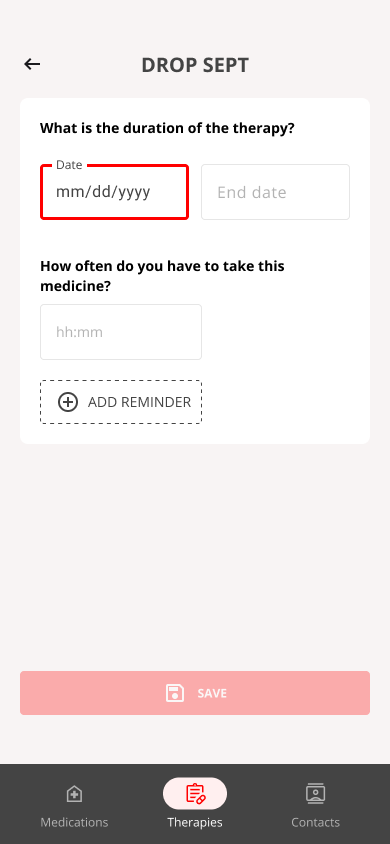 DROP SEPT
What is the duration of the therapy?
Date
mm/dd/yyyy
End date
How often do you have to take this
medicine?
hh:mm
ADD REMINDER
SAVE
Medications
Therapies
Contacts